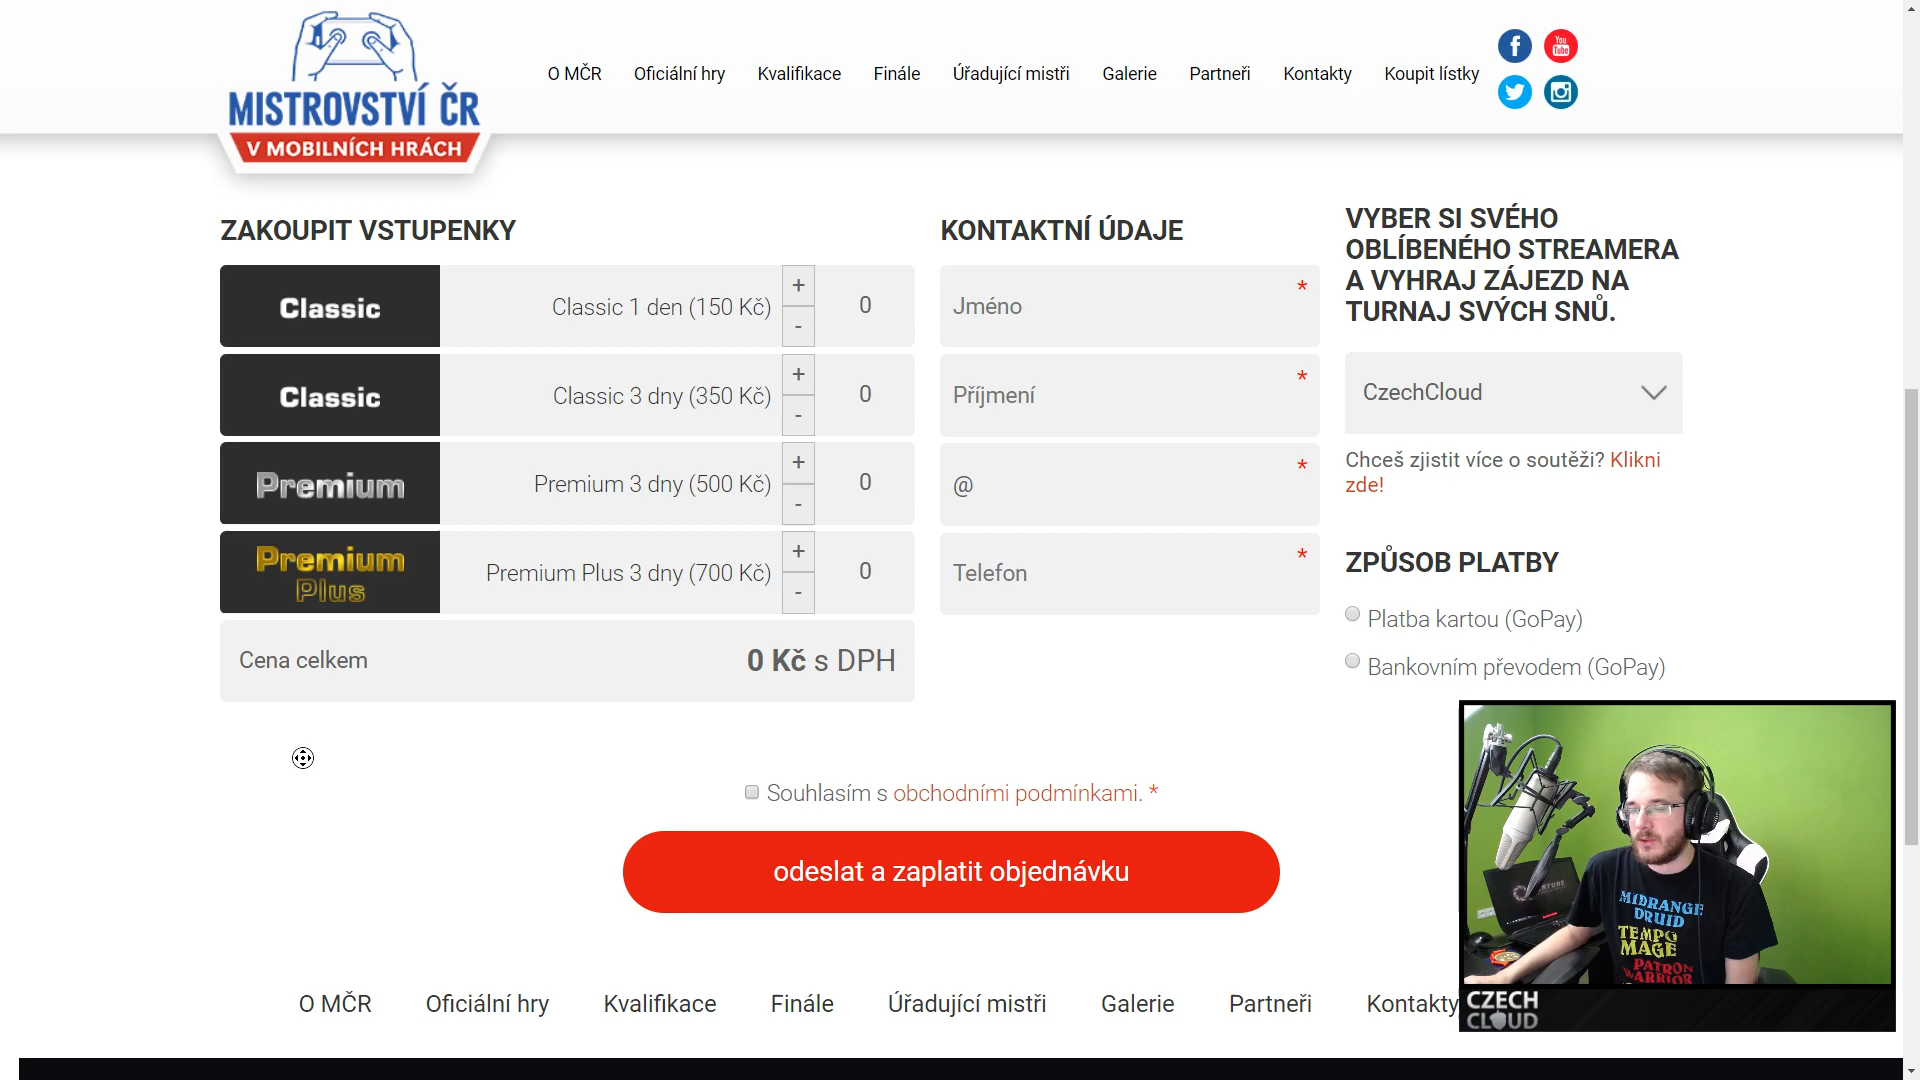 MISTROVSTVÍ ČR
V MOBILNÍCH HRÁCH
O MČR
Oficiální hry
Kvalifikace
Finále
Úřadující mistři
Galerie
Partneři
Kontakty
Koupit lístky
You
Tube
ZAKOUPIT VSTUPENKY
Classic
Classic 1 den (150 Kč)
+
-
0
Classic
Classic 3 dny (350 Kč)
+
-
0
Premium
Premium 3 dny (500 Kč)
+
-
0
Premium
Plus
Premium Plus 3 dny (700 Kč)
+
-
0
Cena celkem
0 Kč s DPH
KONTAKTNÍ ÚDAJE
Jméno *
Příjmení *
@ *
Telefon *
VYBER SI SVÉHO
OBLÍBENÉHO STREAMERA
A VYHRAJ ZÁJEZD NA
TURNAJ SVÝCH SNŮ.
CzechCloud
Chceš zjistit více o soutěži? Klikni
zde!
ZPŮSOB PLATBY
Platba kartou (GoPay)
Bankovním převodem (GoPay)
Souhlasím s obchodními podmínkami. *
odeslat a zaplatit objednávku
MIDRANGE
DRUID
TEMPO
MAGE
PATRON
WARRIOR
CZECH
CLOUD
O MČR
Oficiální hry
Kvalifikace
Finále
Úřadující mistři
Galerie
Partneři
Kontakty